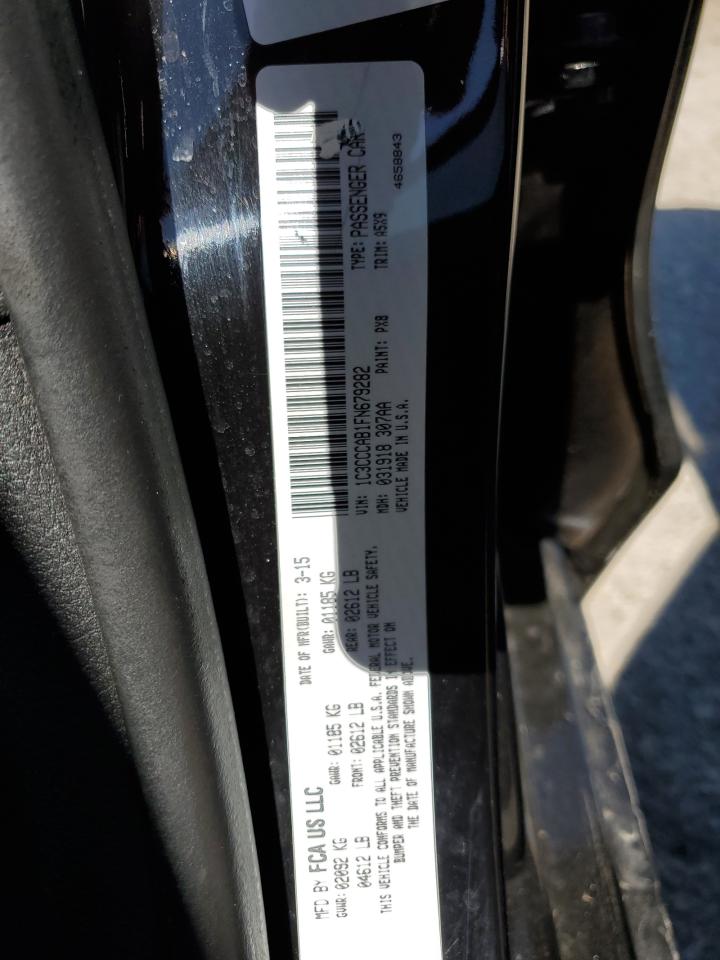 MFD BY FCA US LLC
DATE OF MFR(BUILT): 3-15
GVWR: 02092 KG
GAWR: 01185 KG
GAWR: 01185 KG
04612 LB
FRONT: 02612 LB
REAR: 02612 LB
THIS VEHICLE CONFORMS TO ALL APPLICABLE U.S.A. FEDERAL MOTOR VEHICLE SAFETY,
BUMPER AND THEFT PREVENTION STANDARDS IN EFFECT ON
THE DATE OF MANUFACTURE SHOWN ABOVE.
VIN: 1C3CCCAB1FN679282
TYPE: PASSENGER CAR
MDH: 031918 307AA
PAINT: PXB
TRIM: A5X9
VEHICLE MADE IN U.S.A.
4658843